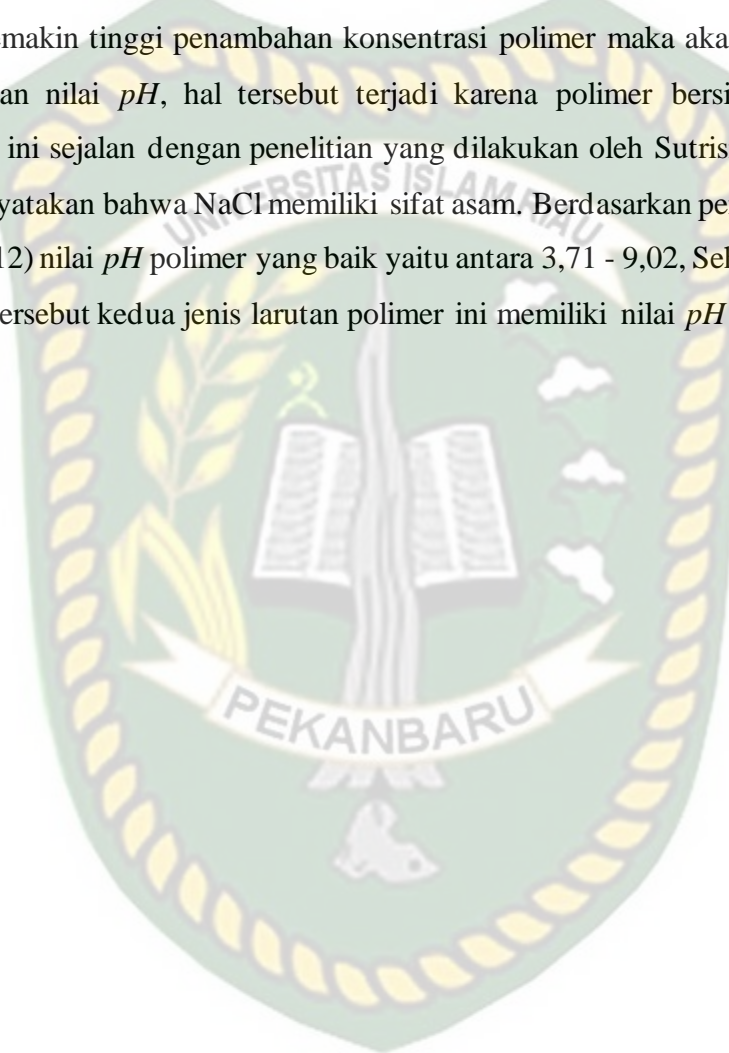 emakin tinggi penambahan konsentrasi polimer maka aka
an nilai pH, hal tersebut terjadi karena polimer bersi
ini sejalan dengan penelitian yang dilakukan oleh Sutris
yatakan bahwa NaCl memiliki sifat asam. Berdasarkan pe
12) nilai pH polimer yang baik yaitu antara 3,71 - 9,02, Sel
ersebut kedua jenis larutan polimer ini memiliki nilai pH
UNIVERSITAS ISLAM RIAU
PEKANBARU